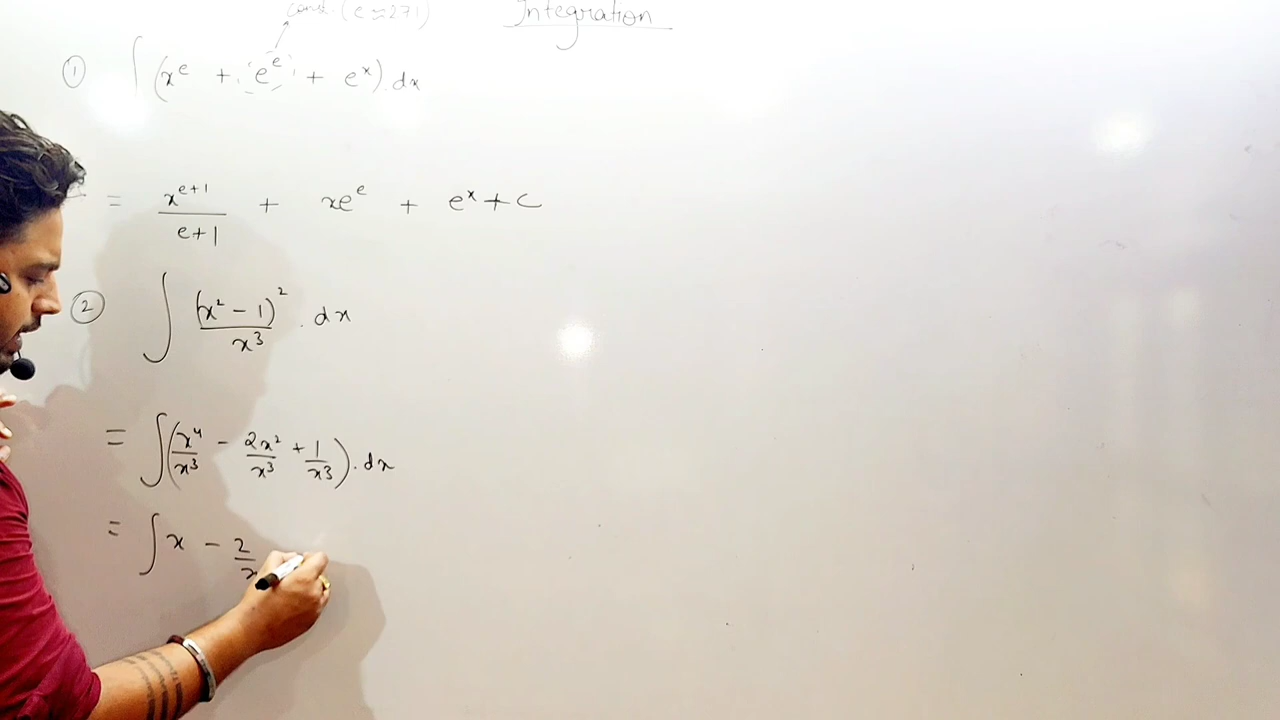 const. (e ≈ 2.71)
Integration
① ∫ (x^e + e^e + e^x). dx
= x^(e+1)/(e+1) + xe^e + e^x + c
② ∫ (x² - 1)²/x³ . dx
= ∫ (x⁴/x³ - 2x²/x³ + 1/x³). dx
= ∫ x - 2/x